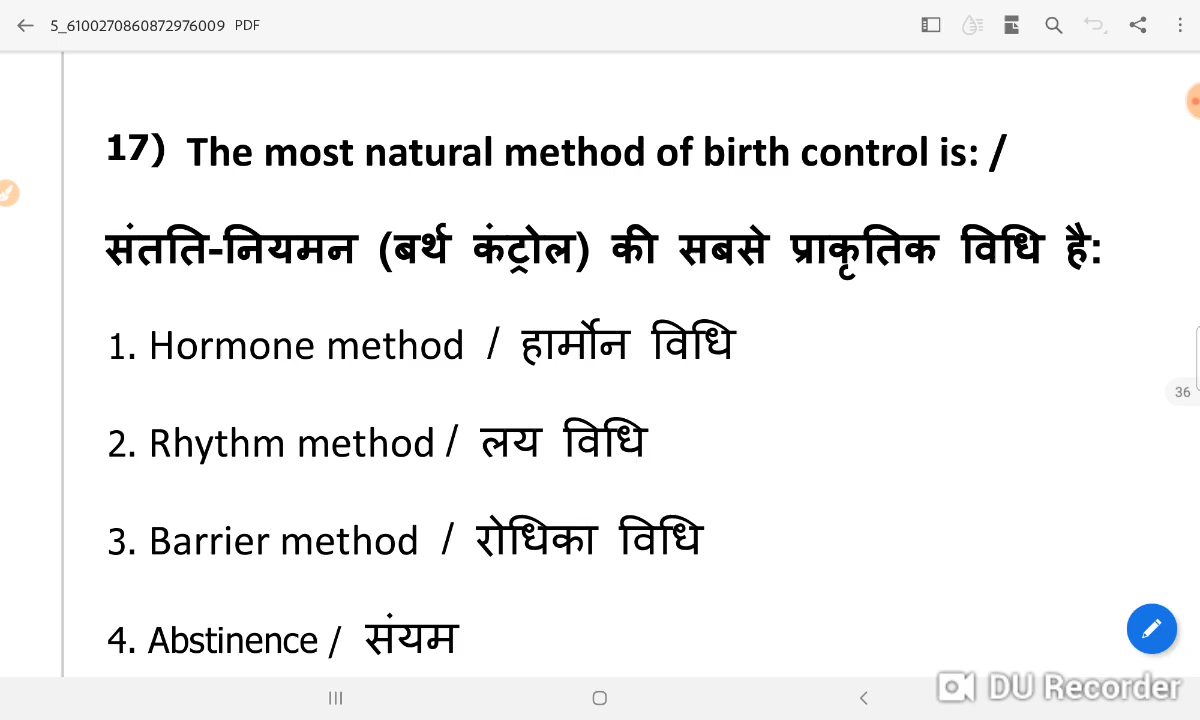 5_6100270860872976009 PDF
17) The most natural method of birth control is: /
संतति-नियमन (बर्थ कंट्रोल) की सबसे प्राकृतिक विधि है:
1. Hormone method / हार्मोन विधि
2. Rhythm method / लय विधि
36
3. Barrier method / रोधिका विधि
4. Abstinence / संयम
DU Recorder